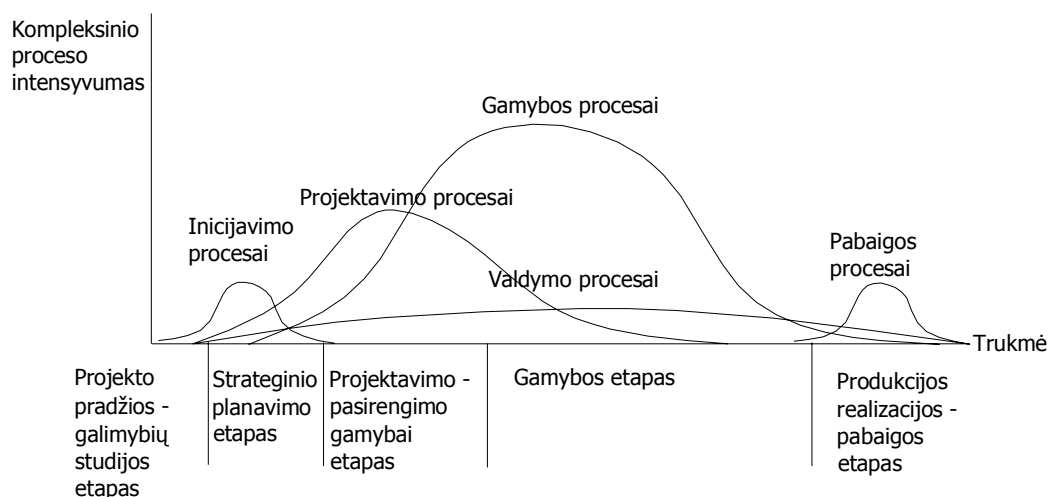 Kompleksinio
proceso
intensyvumas
Gamybos procesai
Projektavimo procesai
Inicijavimo
procesai
Valdymo procesai
Pabaigos
procesai
Trukmė
Projekto
pradžios -
galimybių
studijos
etapas
Strateginio
planavimo
etapas
Projektavimo -
pasirengimo
gamybai
etapas
Gamybos etapas
Produkcijos
realizacijos -
pabaigos
etapas